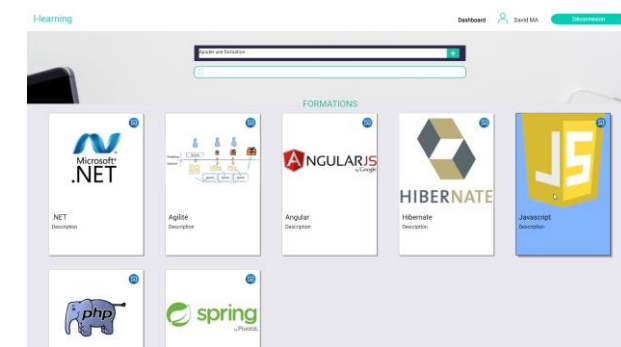 I-learning
Dashboard David MA Déconnexion
Ajouter une formation +
FORMATIONS
Microsoft®
.NET
NGULARJS
by Google
HIBERNATE
JS
.NET
Description
Agilité
Description
Angular
Description
Hibernate
Description
Javascript
Description
php
spring
by Pivotal.